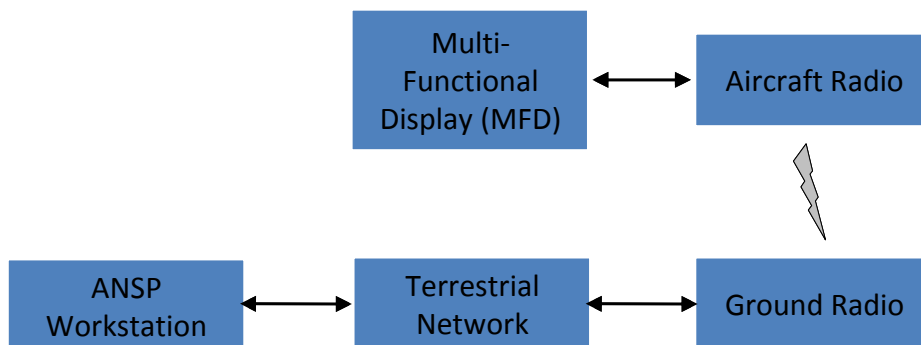 Multi-
Functional
Display (MFD)
Aircraft Radio
ANSP
Workstation
Terrestrial
Network
Ground Radio